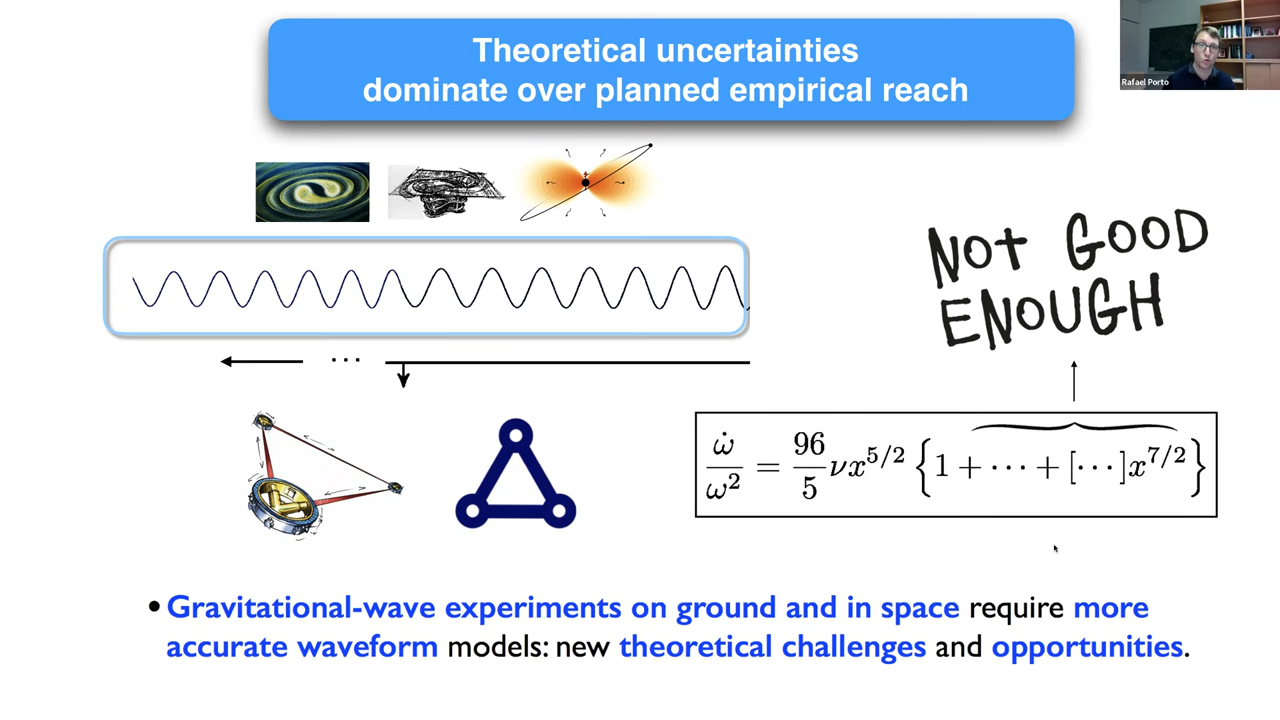 Theoretical uncertainties
dominate over planned empirical reach
Rafael Porto
NOT GOOD
ENOUGH
...
ω̇/ω² = 96/5 νx^{5/2} {1 + ··· + [···]x^{7/2}}
• Gravitational-wave experiments on ground and in space require more
accurate waveform models: new theoretical challenges and opportunities.